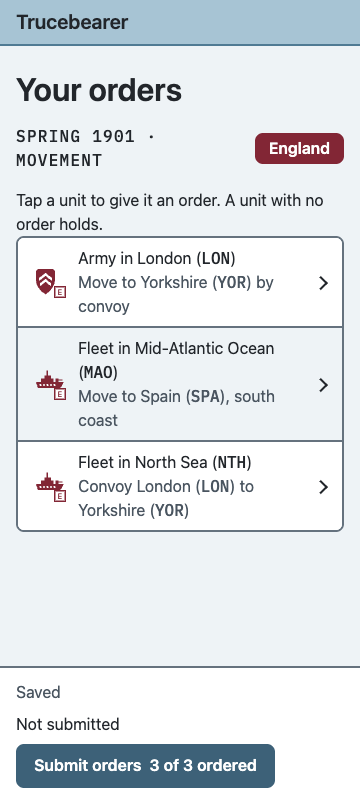 Trucebearer
Your orders
SPRING 1901 ·
MOVEMENT
England
Tap a unit to give it an order. A unit with no
order holds.
Army in London (LON)
Move to Yorkshire (YOR) by
convoy
E
Fleet in Mid-Atlantic Ocean
(MAO)
Move to Spain (SPA), south
coast
E
Fleet in North Sea (NTH)
Convoy London (LON) to
Yorkshire (YOR)
E
Saved
Not submitted
Submit orders 3 of 3 ordered